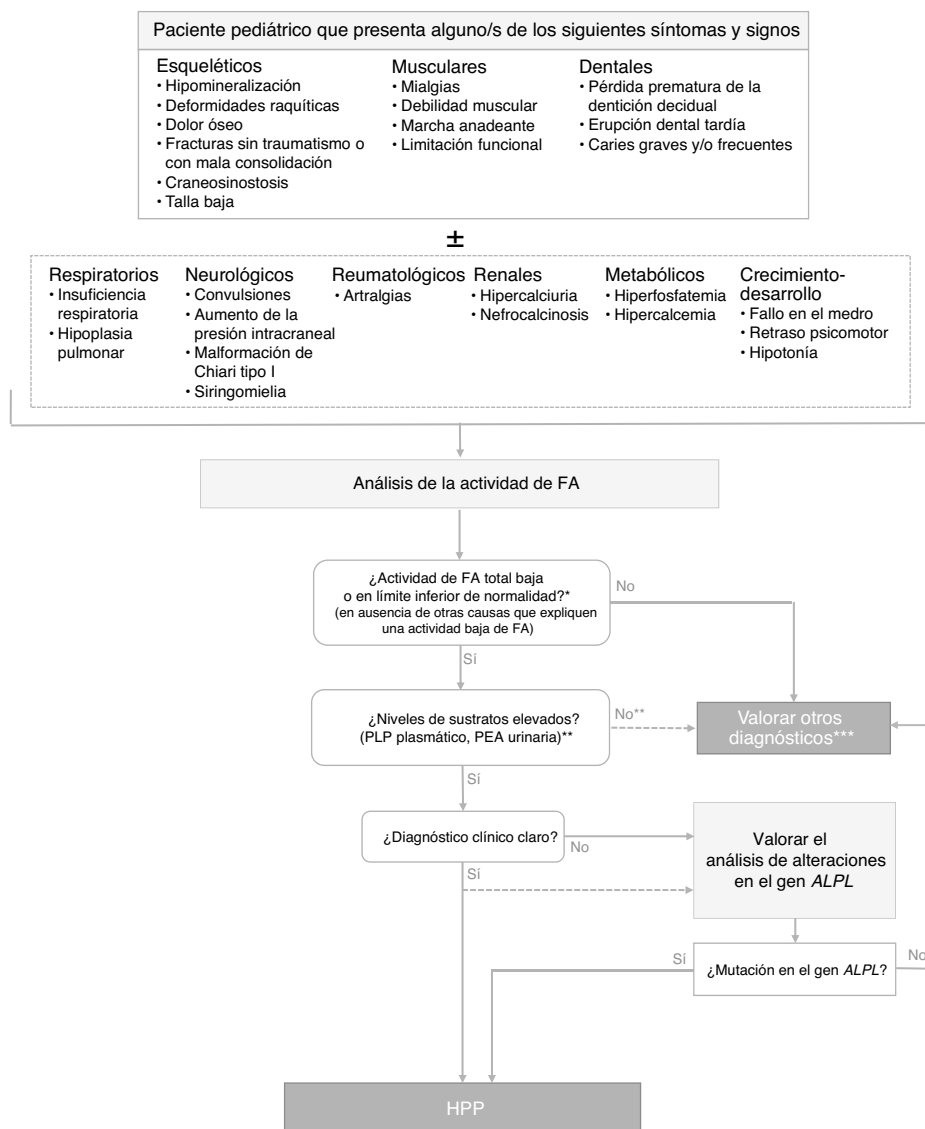 Paciente pediátrico que presenta alguno/s de los siguientes síntomas y signos
Esqueléticos
• Hipomineralización
• Deformidades raquíticas
• Dolor óseo
• Fracturas sin traumatismo o
con mala consolidación
• Craneosinostosis
• Talla baja
Musculares
• Mialgias
• Debilidad muscular
• Marcha anadeante
• Limitación funcional
Dentales
• Pérdida prematura de la
dentición decidual
• Erupción dental tardía
• Caries graves y/o frecuentes
±
Respiratorios
• Insuficiencia
respiratoria
• Hipoplasia
pulmonar
Neurológicos
• Convulsiones
• Aumento de la
presión intracraneal
• Malformación de
Chiari tipo I
• Siringomielia
Reumatológicos
• Artralgias
Renales
• Hipercalciuria
• Nefrocalcinosis
Metabólicos
• Hiperfosfatemia
• Hipercalcemia
Crecimiento-
desarrollo
• Fallo en el medro
• Retraso psicomotor
• Hipotonía
Análisis de la actividad de FA
¿Actividad de FA total baja
o en límite inferior de normalidad?*
(en ausencia de otras causas que expliquen
una actividad baja de FA)
No
Sí
¿Niveles de sustratos elevados?
(PLP plasmático, PEA urinaria)**
No**
Valorar otros
diagnósticos***
Sí
¿Diagnóstico clínico claro?
No
Valorar el
análisis de alteraciones
en el gen ALPL
Sí
¿Mutación en el gen ALPL?
Sí
No
HPP